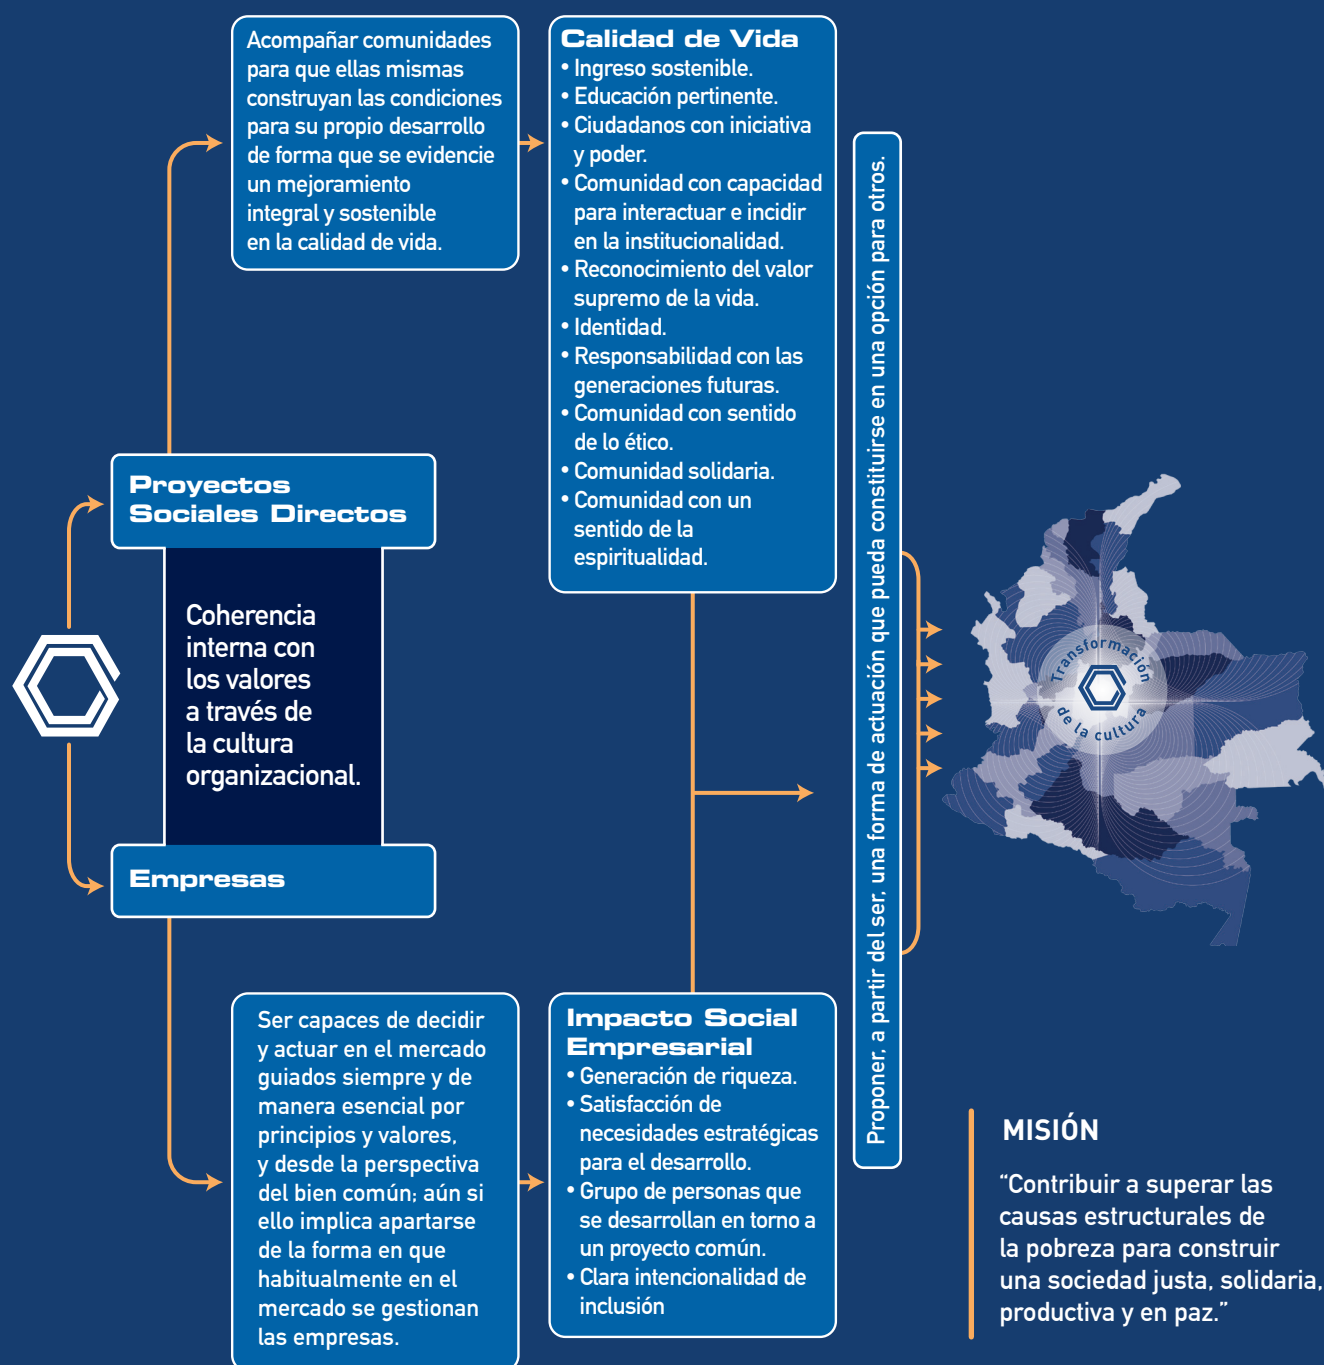 Acompañar comunidades
para que ellas mismas
construyan las condiciones
para su propio desarrollo
de forma que se evidencie
un mejoramiento
integral y sostenible
en la calidad de vida.
Calidad de Vida
• Ingreso sostenible.
• Educación pertinente.
• Ciudadanos con iniciativa
y poder.
• Comunidad con capacidad
para interactuar e incidir
en la institucionalidad.
• Reconocimiento del valor
supremo de la vida.
• Identidad.
• Responsabilidad con las
generaciones futuras.
• Comunidad con sentido
de lo ético.
• Comunidad solidaria.
• Comunidad con un
sentido de la
espiritualidad.
Proyectos
Sociales Directos
Coherencia
interna con
los valores
a través de
la cultura
organizacional.
Empresas
Ser capaces de decidir
y actuar en el mercado
guiados siempre y de
manera esencial por
principios y valores,
y desde la perspectiva
del bien común; aún si
ello implica apartarse
de la forma en que
habitualmente en el
mercado se gestionan
las empresas.
Impacto Social
Empresarial
• Generación de riqueza.
• Satisfacción de
necesidades estratégicas
para el desarrollo.
• Grupo de personas que
se desarrollan en torno a
un proyecto común.
• Clara intencionalidad de
inclusión
Proponer, a partir del ser, una forma de actuación que pueda constituirse en una opción para otros.
Transformación
de la cultura
MISIÓN
“Contribuir a superar las
causas estructurales de
la pobreza para construir
una sociedad justa, solidaria,
productiva y en paz.”